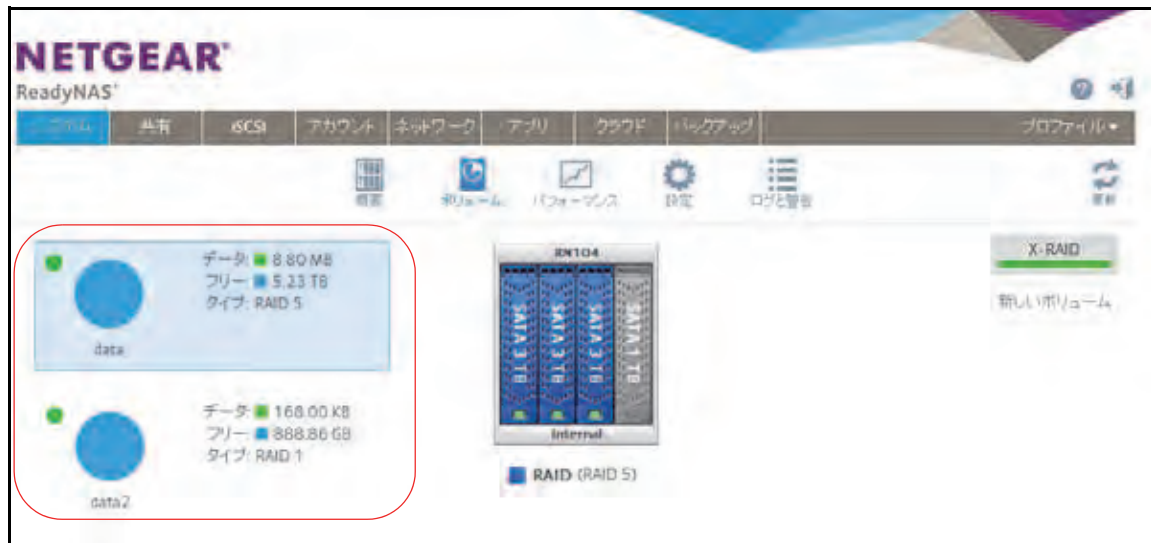 NETGEAR®
ReadyNAS®
システム 共有 iSCSI アカウント ネットワーク アプリ クラウド バックアップ プロファイル▼
概要 ボリューム パフォーマンス 設定 ログと警告 更新
データ: 8.80 MB
フリー: 5.23 TB
タイプ: RAID 5
data
データ: 168.00 KB
フリー: 888.86 GB
タイプ: RAID 1
data2
RN104
SATA 3 TB
SATA 3 TB
SATA 3 TB
SATA 1 TB
Internal
RAID (RAID 5)
X-RAID
新しいボリューム